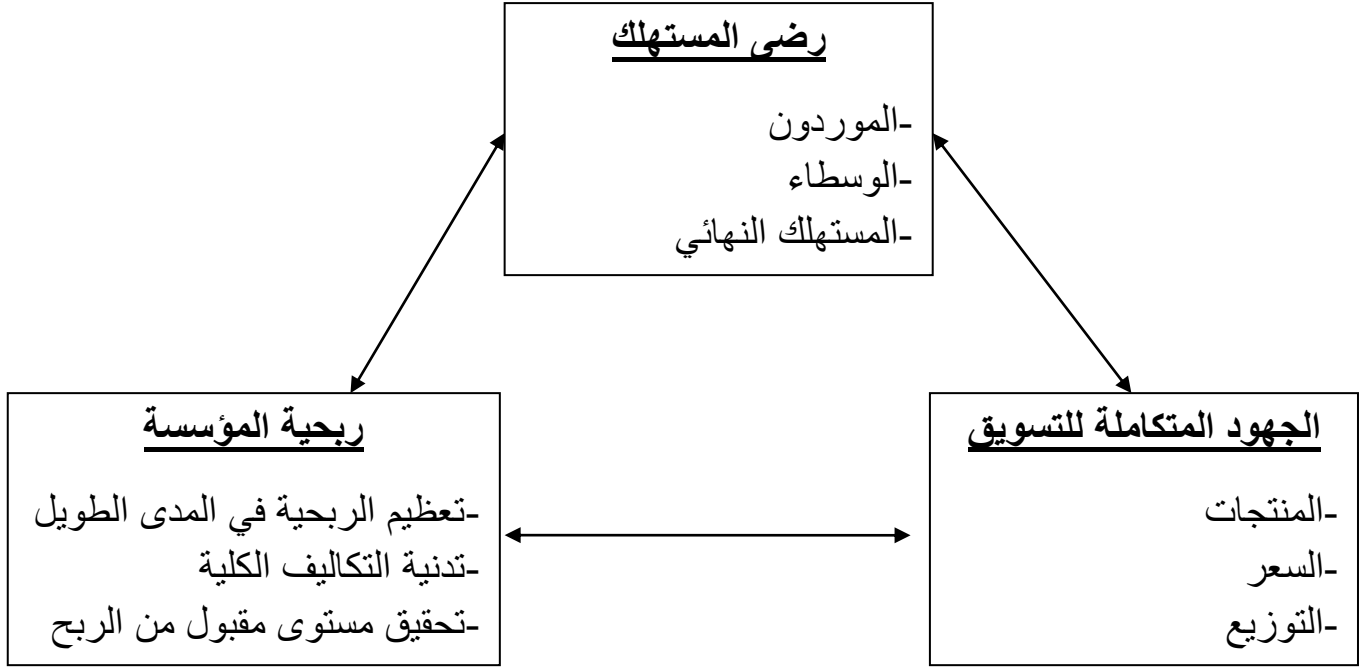 رضى المستهلك
-الموردون
-الوسطاء
-المستهلك النهائي
الجهود المتكاملة للتسويق
-المنتجات
-السعر
-التوزيع
ربحية المؤسسة
-تعظيم الربحية في المدى الطويل
-تدنية التكاليف الكلية
-تحقيق مستوى مقبول من الربح